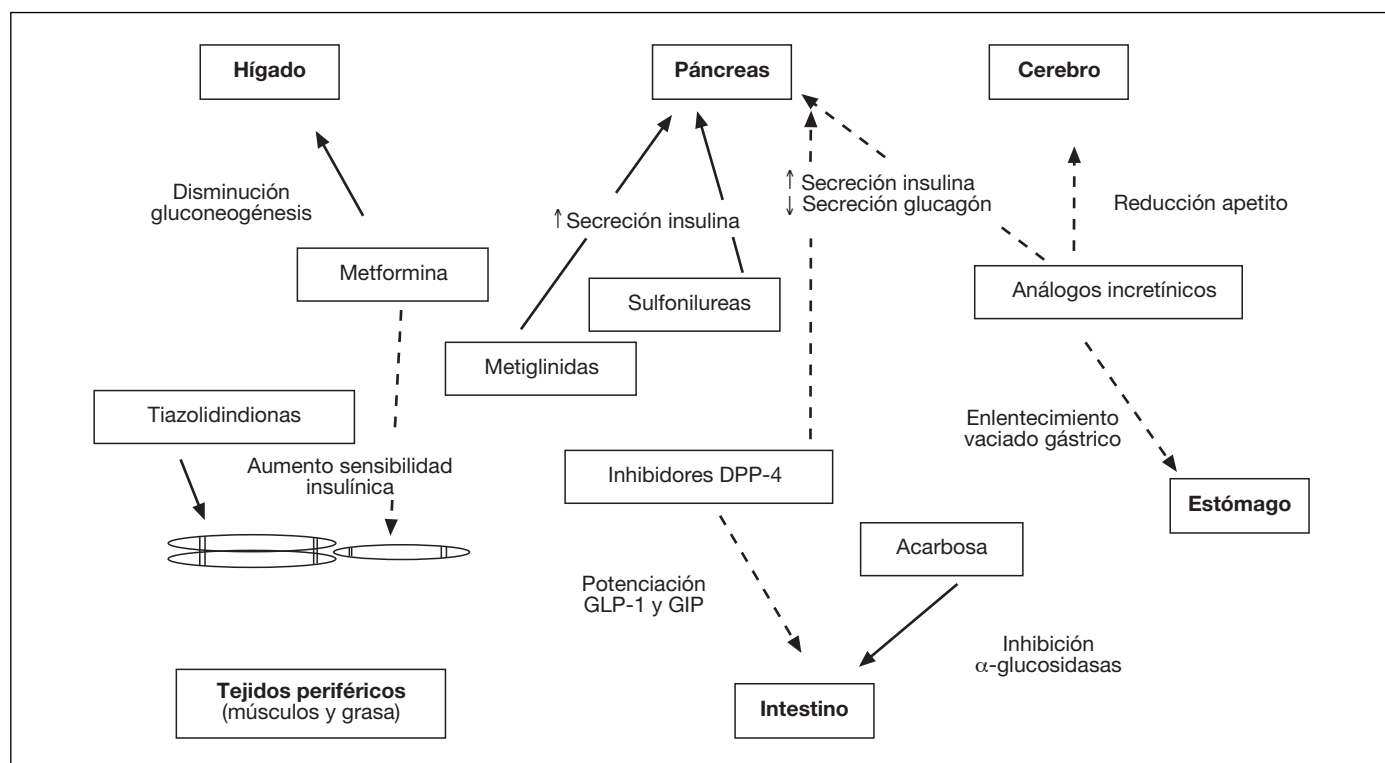 Hígado
Páncreas
Cerebro
Disminución
gluconeogénesis
↑ Secreción insulina
↑ Secreción insulina
↓ Secreción glucagón
Reducción apetito
Metformina
Sulfonilureas
Análogos incretínicos
Metiglinidas
Tiazolidindionas
Aumento sensibilidad
insulínica
Inhibidores DPP-4
Enlentecimiento
vaciado gástrico
Estómago
Acarbosa
Potenciación
GLP-1 y GIP
Inhibición
α-glucosidasas
Tejidos periféricos
(músculos y grasa)
Intestino